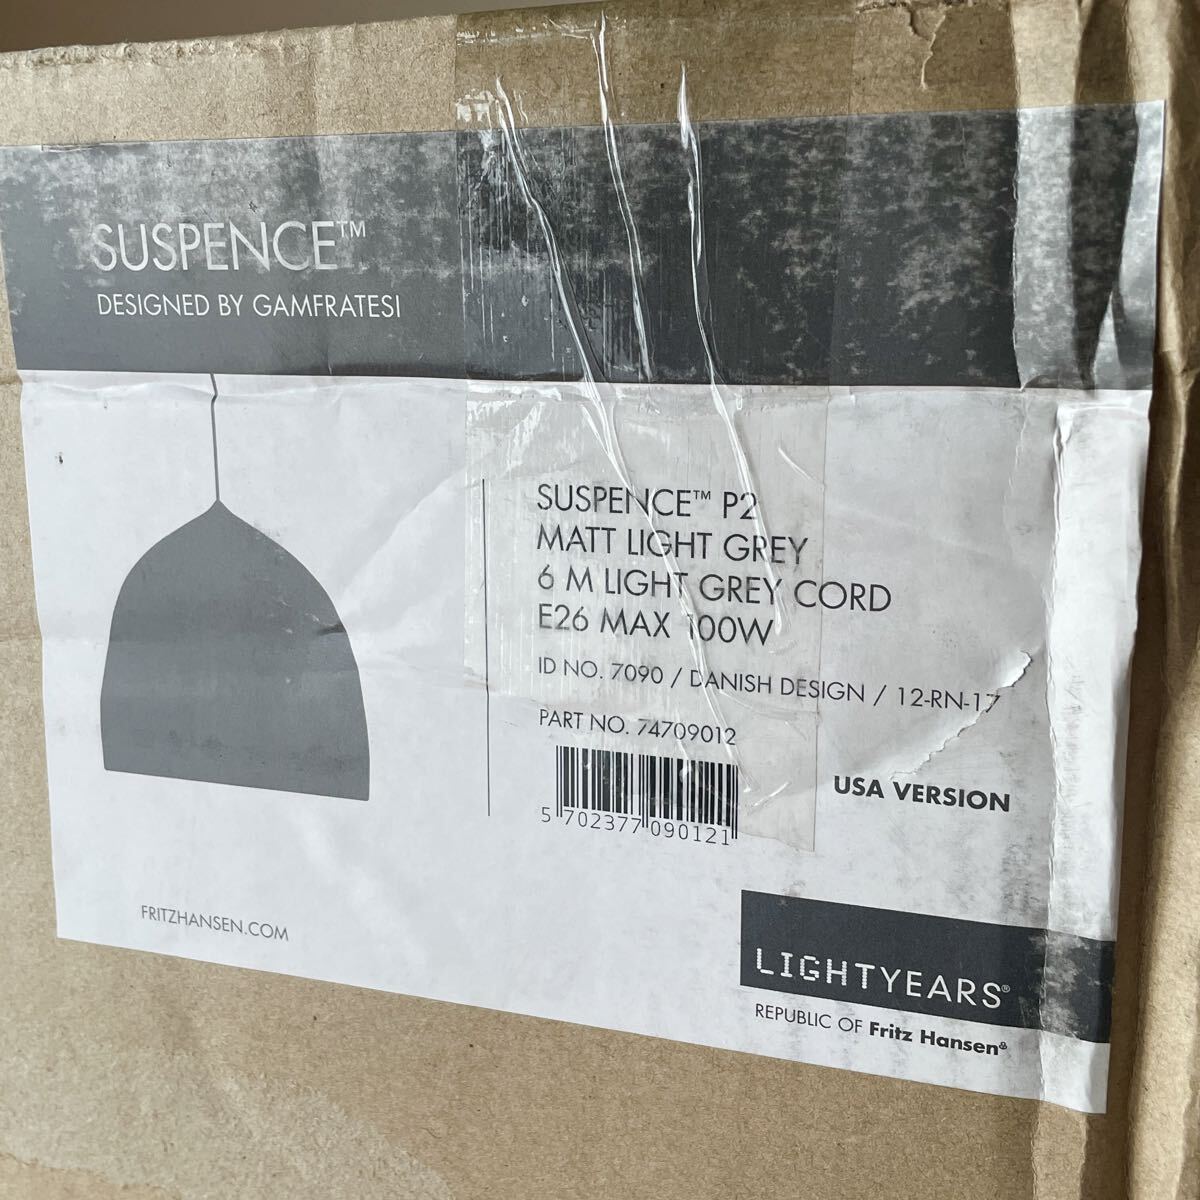 SUSPENCE™
DESIGNED BY GAMFRATESI
SUSPENCE™ P2
MATT LIGHT GREY
6 M LIGHT GREY CORD
E26 MAX 100W
ID NO. 7090 / DANISH DESIGN / 12-RN-17
PART NO. 74709012
5 702377 090121
USA VERSION
FRITZHANSEN.COM
LIGHTYEARS®
REPUBLIC OF Fritz Hansen®